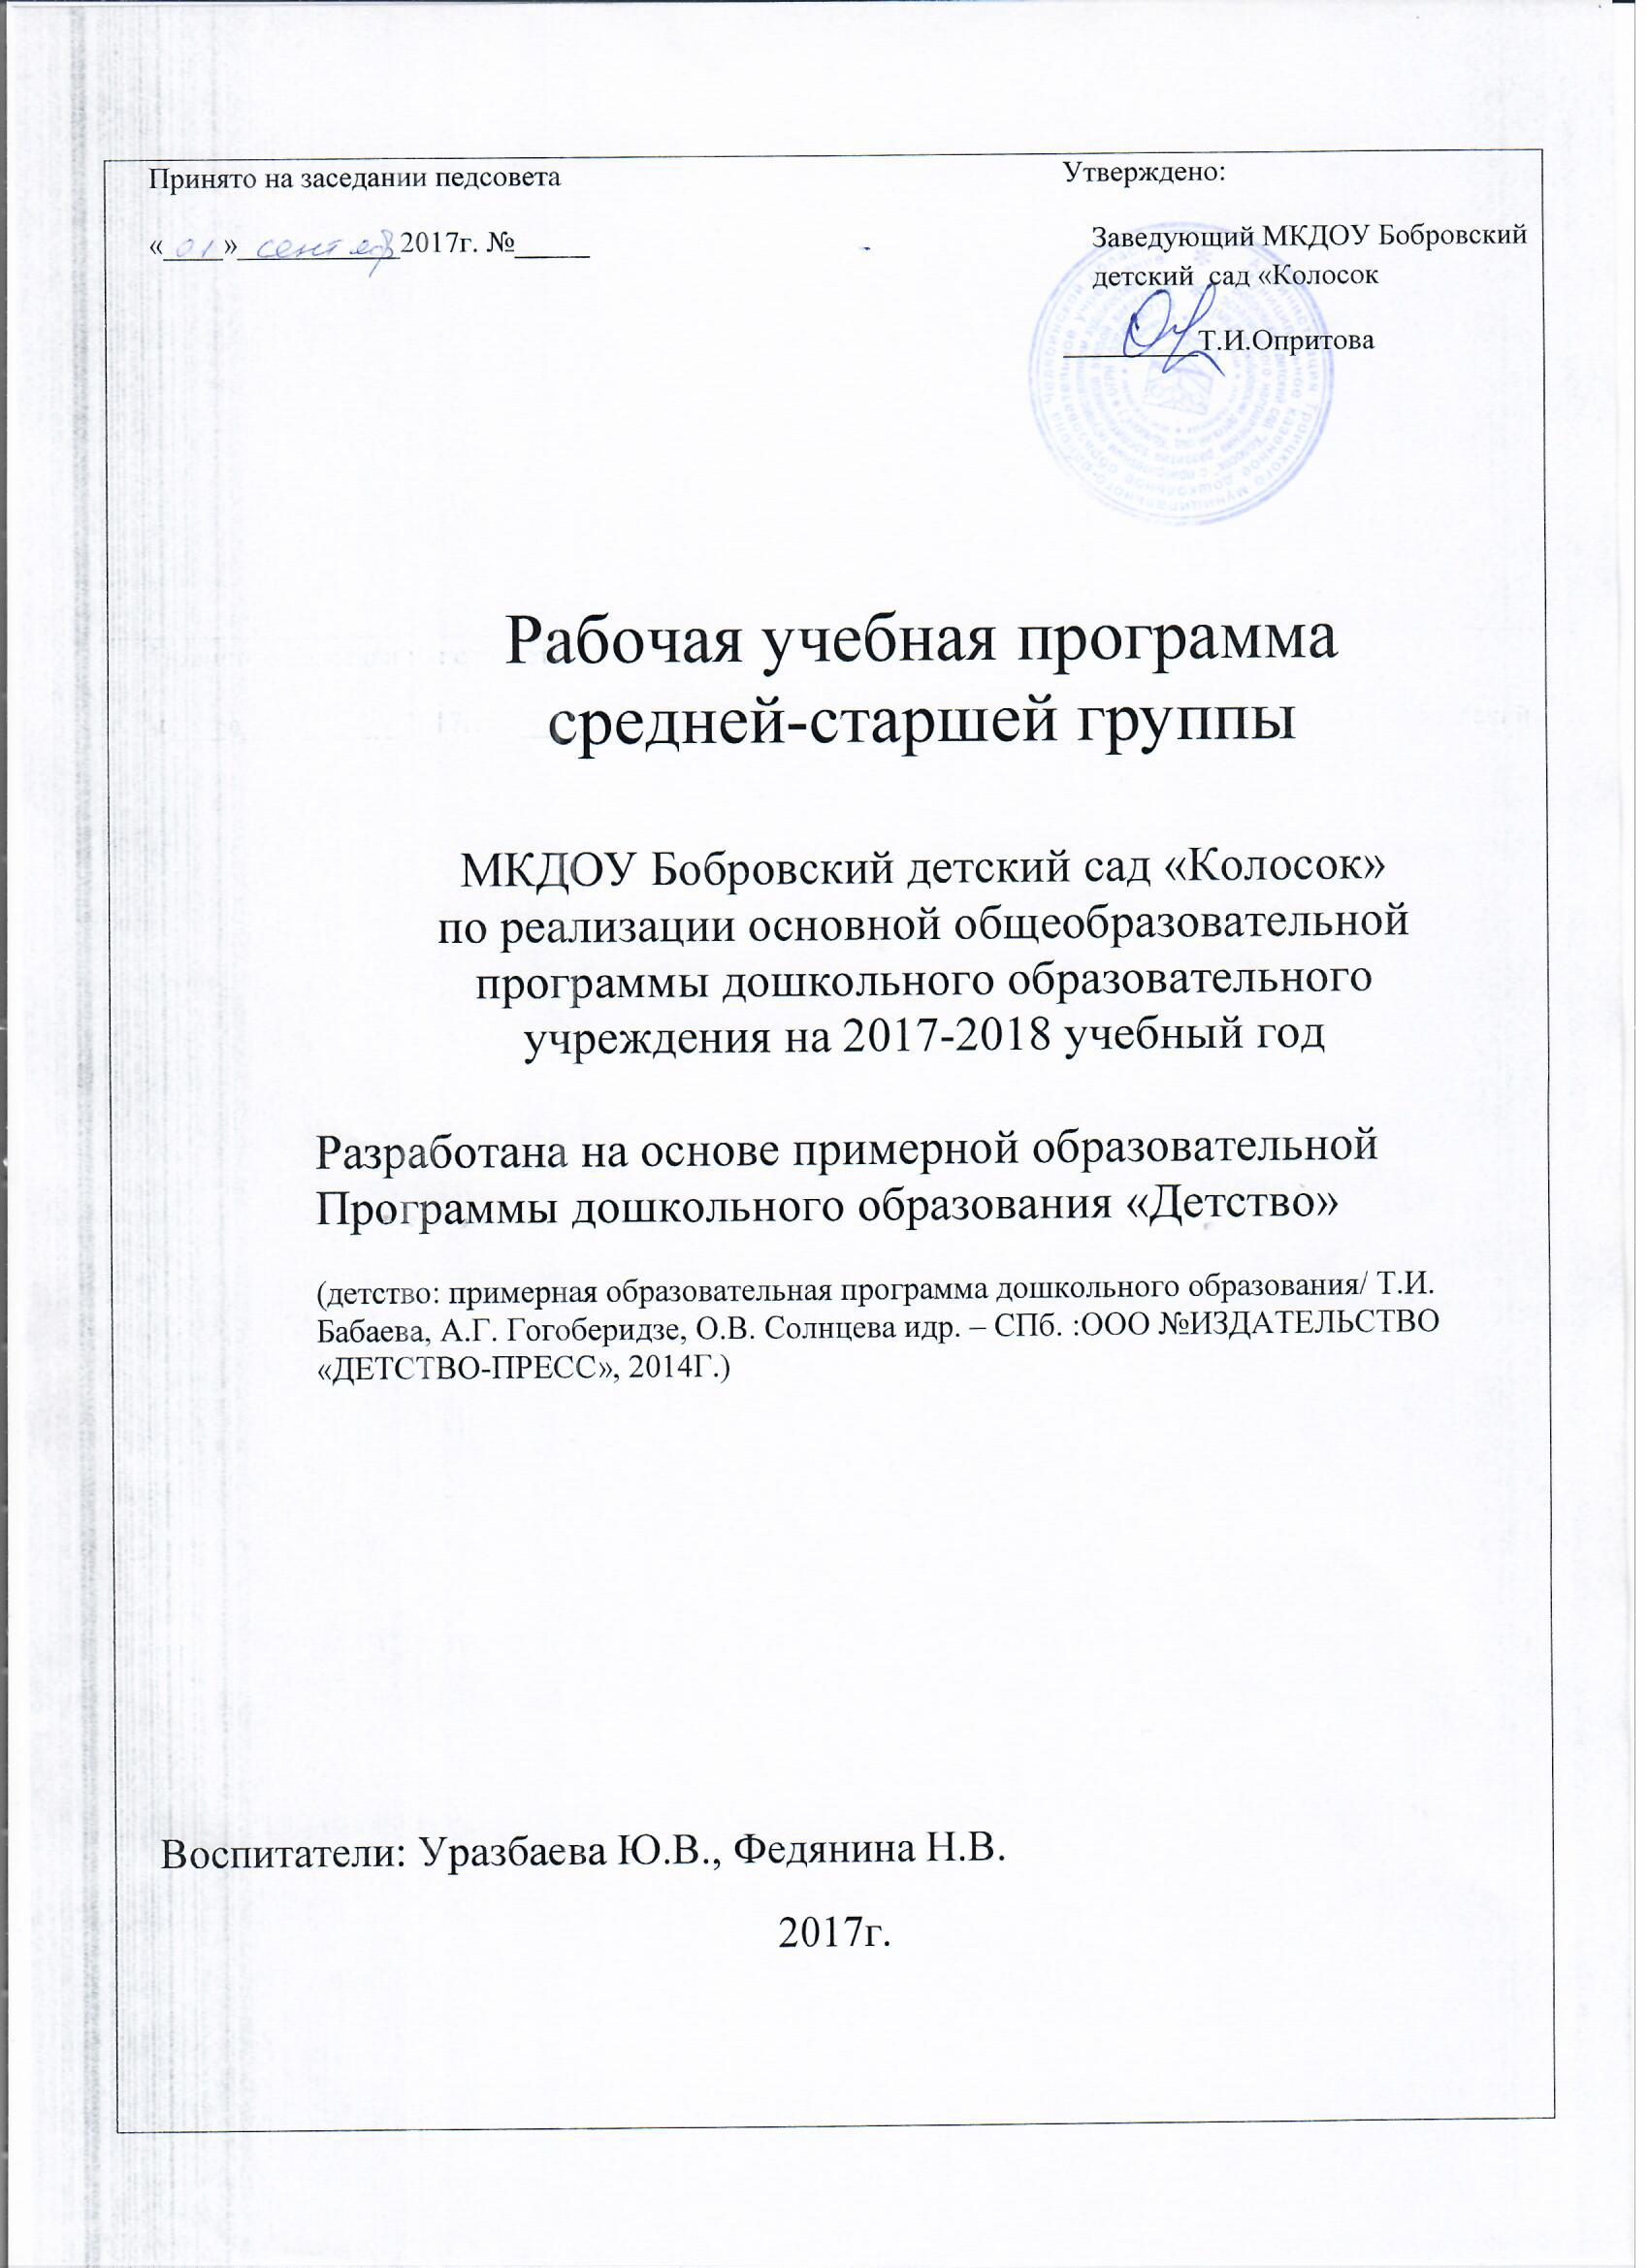 Принято на заседании педсовета
«01» сентября 2017г. №_____
Утверждено:
Заведующий МКДОУ Бобровский
детский сад «Колосок
__________Т.И.Опритова
Рабочая учебная программа
средней-старшей группы
МКДОУ Бобровский детский сад «Колосок»
по реализации основной общеобразовательной
программы дошкольного образовательного
учреждения на 2017-2018 учебный год
Разработана на основе примерной образовательной
Программы дошкольного образования «Детство»
(детство: примерная образовательная программа дошкольного образования/ Т.И.
Бабаева, А.Г. Гогоберидзе, О.В. Солнцева идр. – СПб. :ООО №ИЗДАТЕЛЬСТВО
«ДЕТСТВО-ПРЕСС», 2014Г.)
Воспитатели: Уразбаева Ю.В., Федянина Н.В.
2017г.